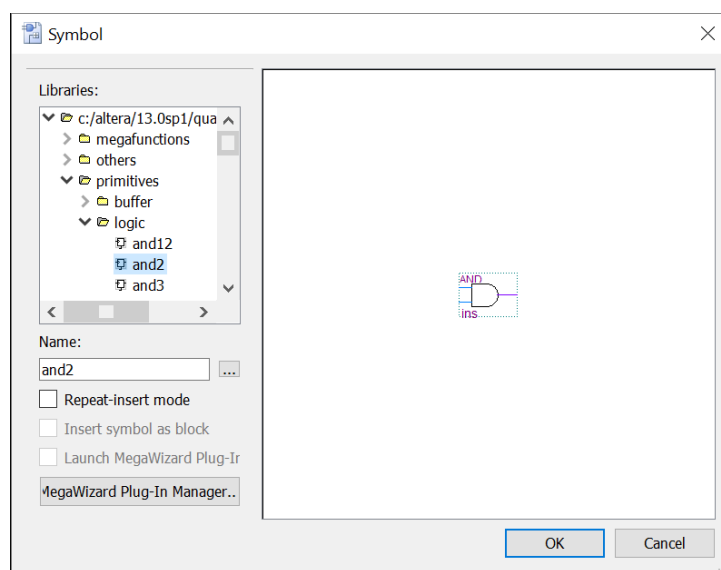 Symbol
Libraries:
c:/altera/13.0sp1/qua
megafunctions
others
primitives
buffer
logic
and12
and2
and3
Name:
and2
...
Repeat-insert mode
Insert symbol as block
Launch MegaWizard Plug-Ir
MegaWizard Plug-In Manager..
AND
ins
OK
Cancel